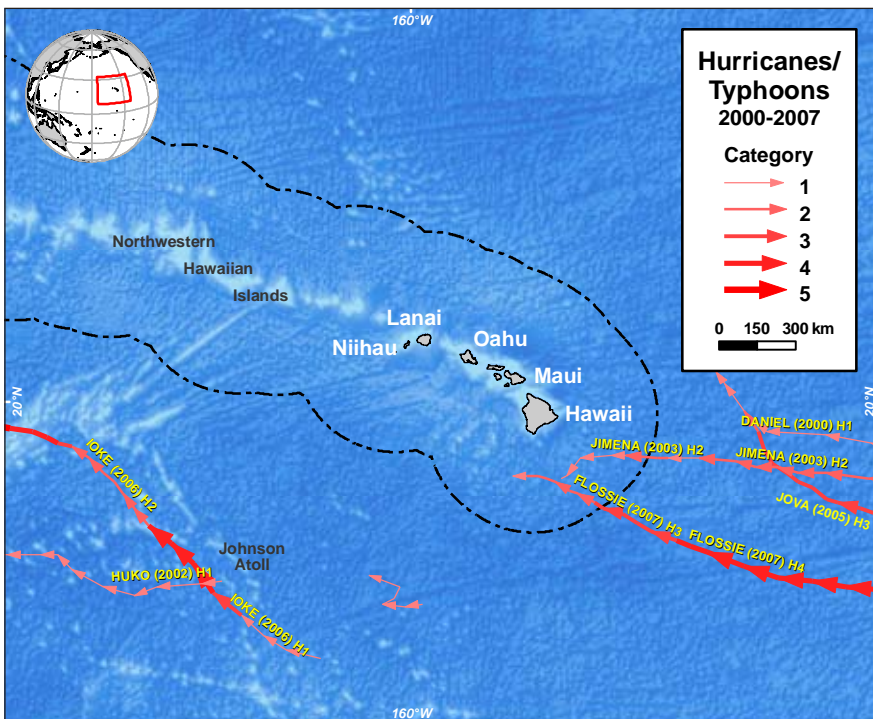 160°W
Hurricanes/
Typhoons
2000-2007
Category
1
2
3
4
5
0 150 300 km
Northwestern
Hawaiian
Islands
Lanai
Niihau
Oahu
Maui
Hawaii
20°N
20°N
DANIEL (2000) H1
JIMENA (2003) H2
JIMENA (2003) H2
IOKE (2006) H2
FLOSSIE (2007) H3
JOVA (2005) H3
FLOSSIE (2007) H4
Johnson
Atoll
HUKO (2002) H1
IOKE (2006) H1
160°W